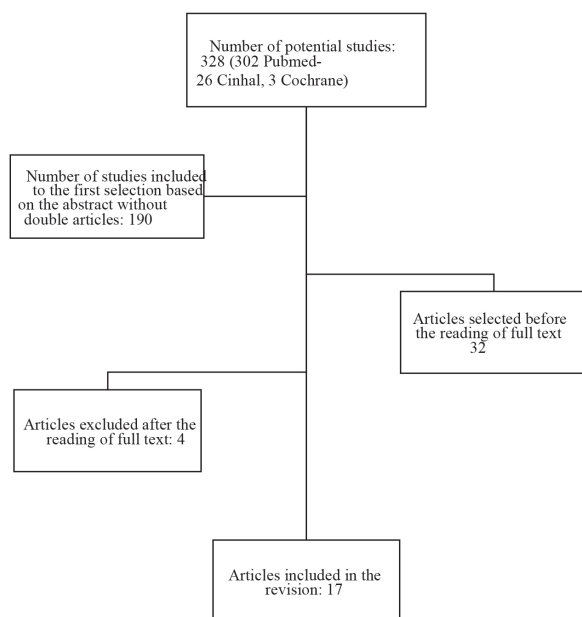 Number of potential studies:
328 (302 Pubmed-
26 Cinhal, 3 Cochrane)
Number of studies included
to the first selection based
on the abstract without
double articles: 190
Articles selected before
the reading of full text
32
Articles excluded after the
reading of full text: 4
Articles included in the
revision: 17